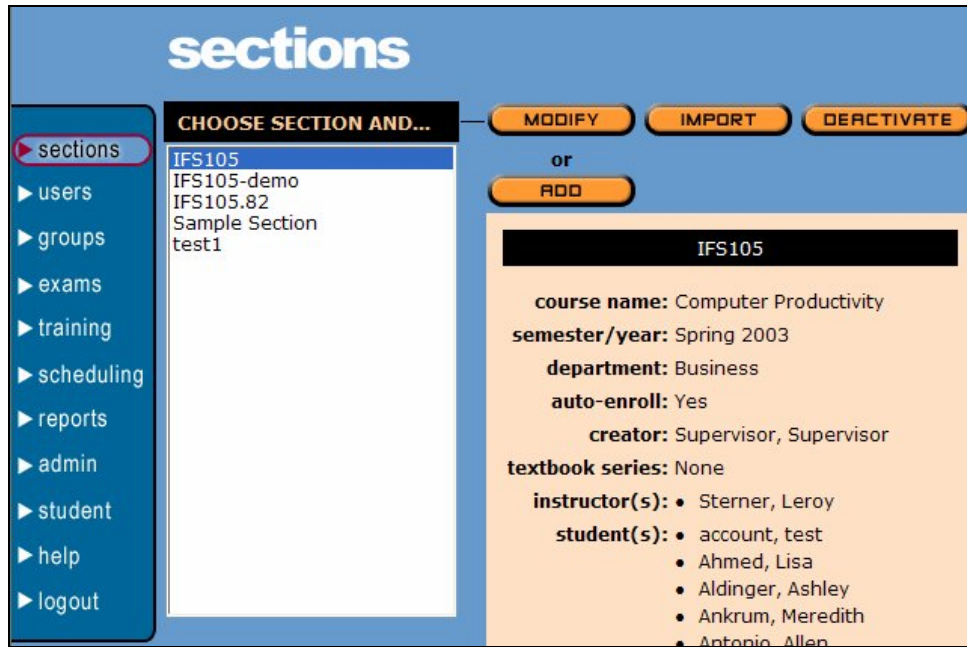 sections
sections
users
groups
exams
training
scheduling
reports
admin
student
help
logout
CHOOSE SECTION AND...
IFS105
IFS105-demo
IFS105.82
Sample Section
test1
MODIFY IMPORT DEACTIVATE
or
ADD
IFS105
course name: Computer Productivity
semester/year: Spring 2003
department: Business
auto-enroll: Yes
creator: Supervisor, Supervisor
textbook series: None
instructor(s): • Sterner, Leroy
student(s): • account, test
• Ahmed, Lisa
• Aldinger, Ashley
• Ankrum, Meredith
• Antonio, Allen